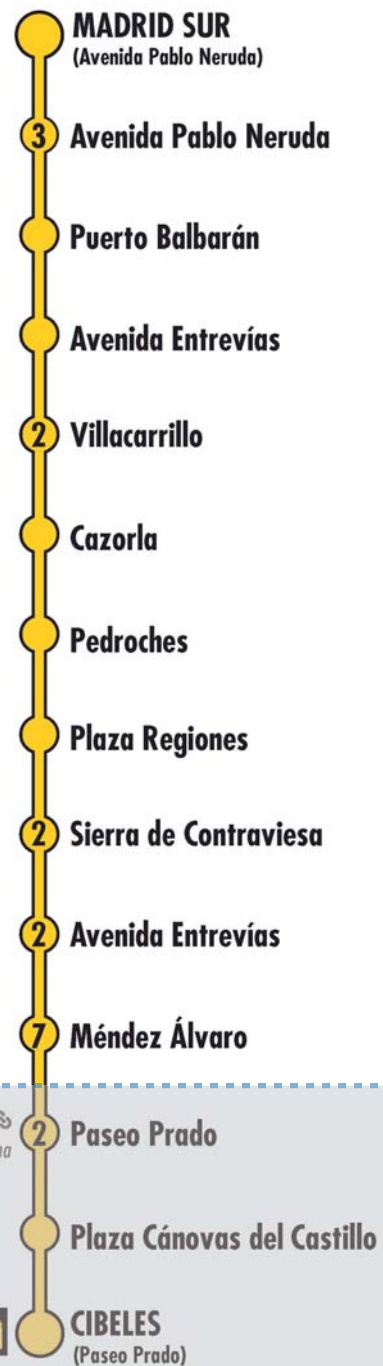 MADRID SUR
(Avenida Pablo Neruda)
3 Avenida Pablo Neruda
Puerto Balbarán
Avenida Entrevías
2 Villacarrillo
Cazorla
Pedroches
Plaza Regiones
2 Sierra de Contraviesa
2 Avenida Entrevías
7 Méndez Álvaro
2 Paseo Prado
Plaza Cánovas del Castillo
CIBELES
(Paseo Prado)